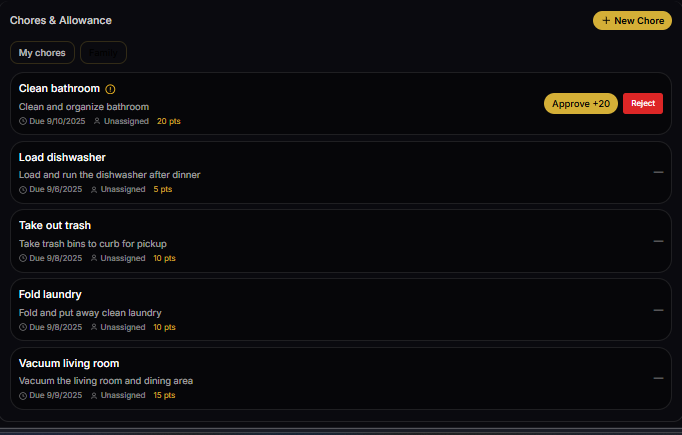 Chores & Allowance
+ New Chore
My chores
Family
Clean bathroom
Clean and organize bathroom
Due 9/10/2025 Unassigned 20 pts
Approve +20 Reject
Load dishwasher
Load and run the dishwasher after dinner
Due 9/6/2025 Unassigned 5 pts
Take out trash
Take trash bins to curb for pickup
Due 9/8/2025 Unassigned 10 pts
Fold laundry
Fold and put away clean laundry
Due 9/8/2025 Unassigned 10 pts
Vacuum living room
Vacuum the living room and dining area
Due 9/9/2025 Unassigned 15 pts